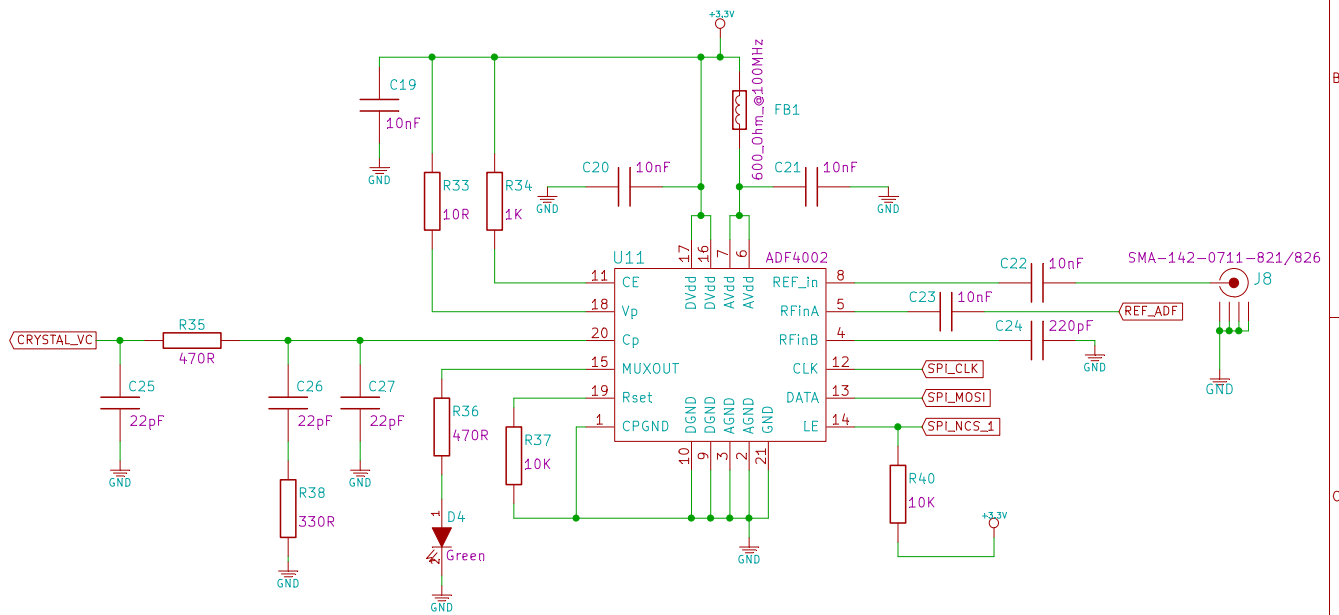 +3.3V
B
C19
10nF
GND
600_Ohm_@100MHz
FB1
C20
10nF
GND
C21
10nF
GND
R33
10R
R34
1K
U11
ADF4002
17
16
7
6
DVdd
DVdd
AVdd
AVdd
11
CE
18
Vp
20
Cp
15
MUXOUT
19
Rset
1
CPGND
REF_in
8
RFinA
5
RFinB
4
CLK
12
DATA
13
LE
14
DGND
DGND
AGND
AGND
GND
10
9
3
2
21
GND
C22
10nF
SMA-142-0711-821/826
J8
GND
C23
10nF
REF_ADF
C24
220pF
GND
SPI_CLK
SPI_MOSI
SPI_NCS_1
R40
10K
+3.3V
CRYSTAL_VC
R35
470R
C25
22pF
GND
C26
22pF
C27
22pF
GND
R38
330R
GND
R36
470R
R37
10K
1
D4
2
Green
GND
C